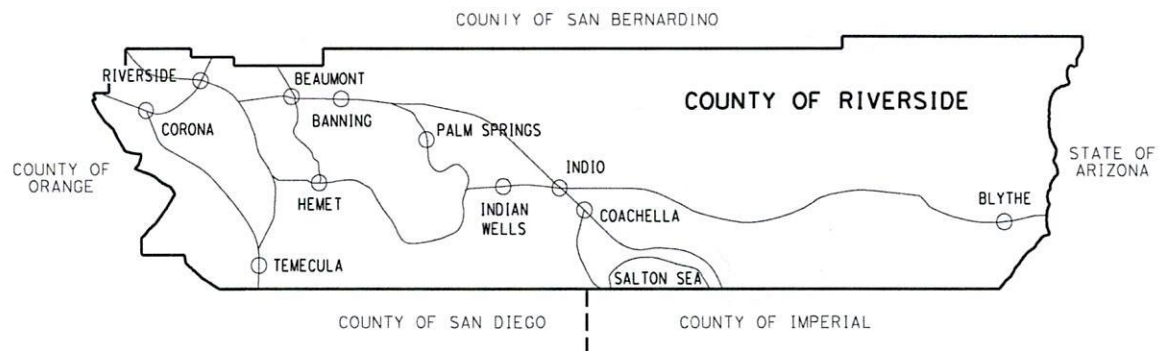 COUNIY OF SAN BERNARDINO
RIVERSIDE
BEAUMONT
COUNTY OF RIVERSIDE
BANNING
CORONA
PALM SPRINGS
COUNTY OF
ORANGE
STATE OF
ARIZONA
INDIO
HEMET
INDIAN
WELLS
COACHELLA
BLYTHE
TEMECULA
SALTON SEA
COUNTY OF SAN DIEGO
COUNTY OF IMPERIAL